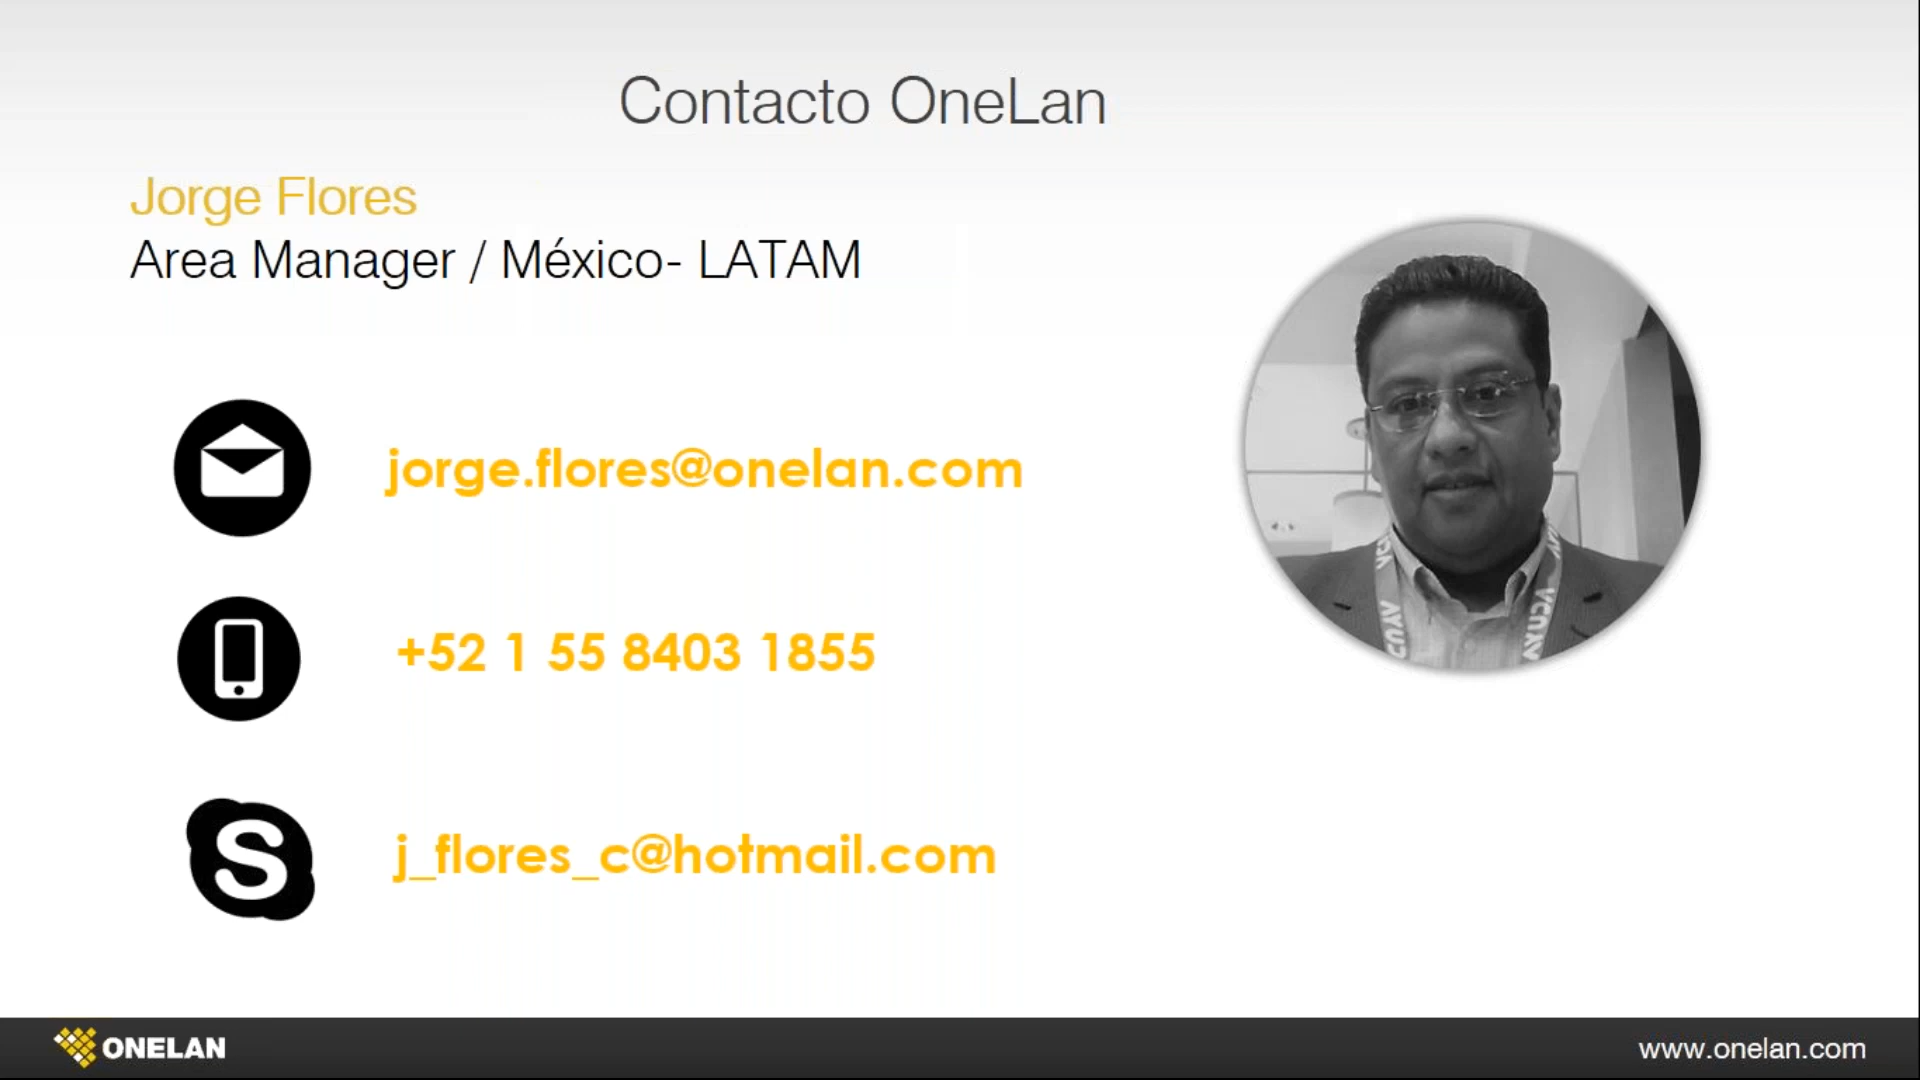 Contacto OneLan
Jorge Flores
Area Manager / México- LATAM
jorge.flores@onelan.com
+52 1 55 8403 1855
j_flores_c@hotmail.com
ONELAN
www.onelan.com